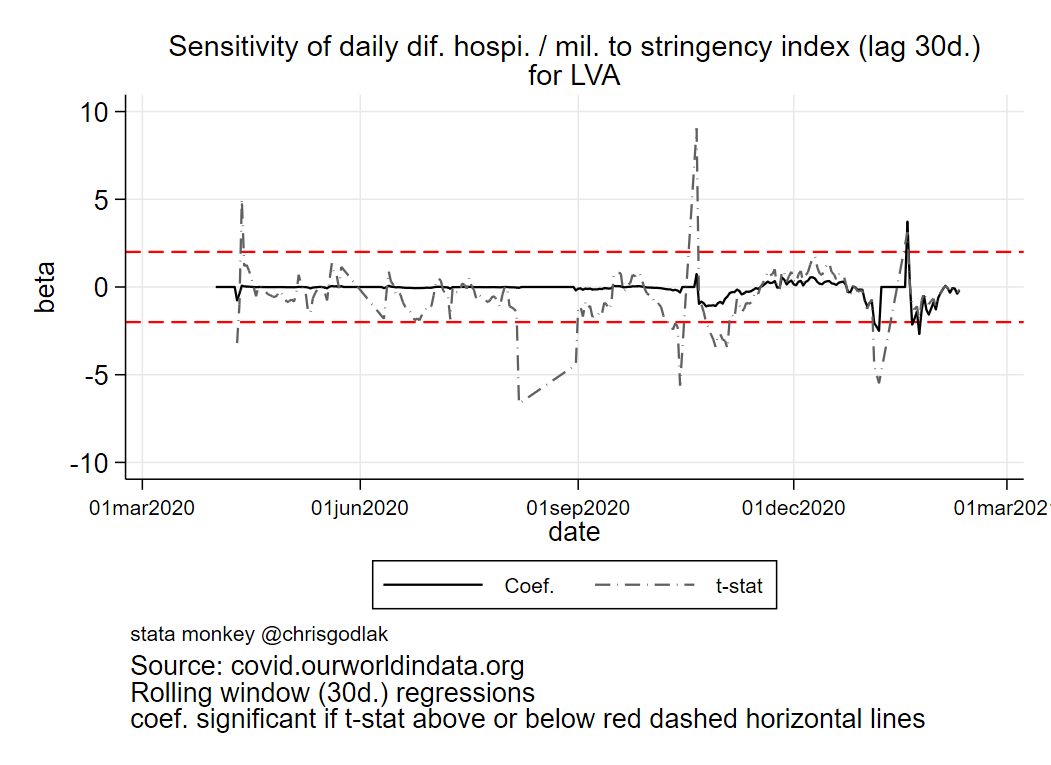 Sensitivity of daily dif. hospi. / mil. to stringency index (lag 30d.)
for LVA
beta
10
5
0
-5
-10
01mar2020 01jun2020 01sep2020 01dec2020 01mar202
date
Coef. t-stat
stata monkey @chrisgodlak
Source: covid.ourworldindata.org
Rolling window (30d.) regressions
coef. significant if t-stat above or below red dashed horizontal lines